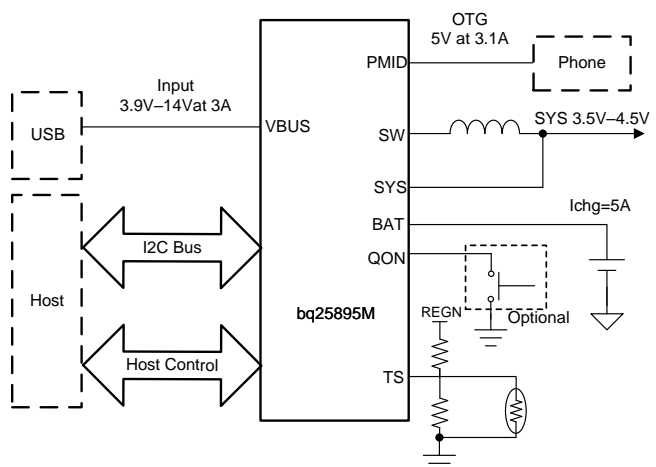 OTG
5V at 3.1A
PMID
Phone
Input
3.9V–14Vat 3A
SYS 3.5V–4.5V
USB
VBUS
SW
SYS
BAT
Ichg=5A
I2C Bus
QON
Host
bq25895M
REGN
Optional
Host Control
TS